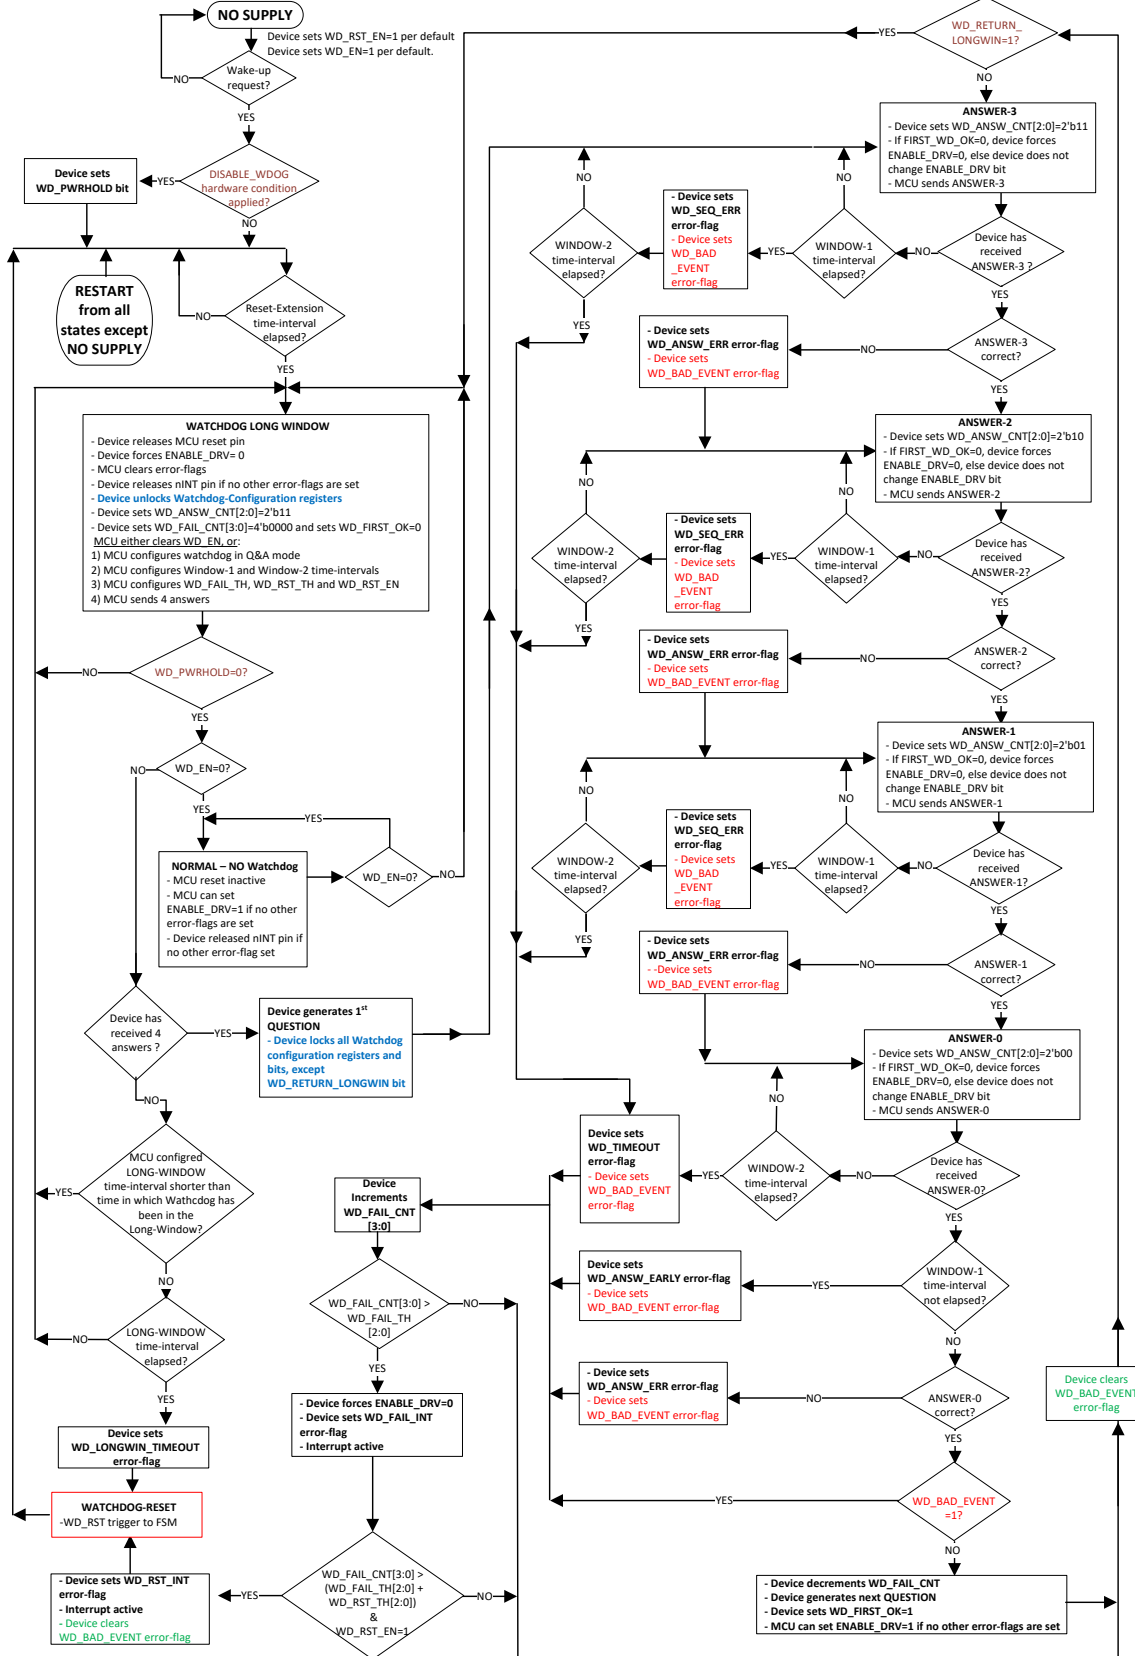 NO SUPPLY
Device sets WD_RST_EN=1 per default
Device sets WD_EN=1 per default.
Wake-up
request?
NO
YES
DISABLE_WDOG
hardware condition
applied?
YES
Device sets
WD_PWRHOLD bit
NO
RESTART
from all
states except
NO SUPPLY
Reset-Extension
time-interval
elapsed?
NO
YES
WATCHDOG LONG WINDOW
- Device releases MCU reset pin
- Device forces ENABLE_DRV= 0
- MCU clears error-flags
- Device releases nINT pin if no other error-flags are set
- Device unlocks Watchdog-Configuration registers
- Device sets WD_ANSW_CNT[2:0]=2'b11
- Device sets WD_FAIL_CNT[3:0]=4'b0000 and sets WD_FIRST_OK=0
MCU either clears WD_EN, or:
1) MCU configures watchdog in Q&A mode
2) MCU configures Window-1 and Window-2 time-intervals
3) MCU configures WD_FAIL_TH, WD_RST_TH and WD_RST_EN
4) MCU sends 4 answers
WD_PWRHOLD=0?
NO
YES
WD_EN=0?
NO
YES
YES
NORMAL – NO Watchdog
- MCU reset inactive
- MCU can set
ENABLE_DRV=1 if no other
error-flags are set
- Device released nINT pin if
no other error-flag set
WD_EN=0?
NO
Device has
received 4
answers ?
YES
Device generates 1st
QUESTION
- Device locks all Watchdog
configuration registers and
bits, except
WD_RETURN_LONGWIN bit
NO
MCU configred
LONG-WINDOW
time-interval shorter than
time in which Wathcdog has
been in the
Long-Window?
YES
NO
LONG-WINDOW
time-interval
elapsed?
NO
YES
Device sets
WD_LONGWIN_TIMEOUT
error-flag
WATCHDOG-RESET
-WD_RST trigger to FSM
- Device sets WD_RST_INT
error-flag
- Interrupt active
- Device clears
WD_BAD_EVENT error-flag
YES
WD_FAIL_CNT[3:0] >
(WD_FAIL_TH[2:0] +
WD_RST_TH[2:0])
&
WD_RST_EN=1
NO
Device
Increments
WD_FAIL_CNT
[3:0]
WD_FAIL_CNT[3:0] >
WD_FAIL_TH
[2:0]
NO
YES
- Device forces ENABLE_DRV=0
- Device sets WD_FAIL_INT
error-flag
- Interrupt active
WD_RETURN_
LONGWIN=1?
YES
NO
ANSWER-3
- Device sets WD_ANSW_CNT[2:0]=2'b11
- If FIRST_WD_OK=0, device forces
ENABLE_DRV=0, else device does not
change ENABLE_DRV bit
- MCU sends ANSWER-3
Device has
received
ANSWER-3 ?
NO
WINDOW-1
time-interval
elapsed?
NO
YES
- Device sets
WD_SEQ_ERR
error-flag
- Device sets
WD_BAD
_EVENT
error-flag
WINDOW-2
time-interval
elapsed?
NO
YES
YES
ANSWER-3
correct?
NO
- Device sets
WD_ANSW_ERR error-flag
- Device sets
WD_BAD_EVENT error-flag
YES
ANSWER-2
- Device sets WD_ANSW_CNT[2:0]=2'b10
- If FIRST_WD_OK=0, device forces
ENABLE_DRV=0, else device does not
change ENABLE_DRV bit
- MCU sends ANSWER-2
Device has
received
ANSWER-2?
NO
WINDOW-1
time-interval
elapsed?
NO
YES
- Device sets
WD_SEQ_ERR
error-flag
- Device sets
WD_BAD
_EVENT
error-flag
WINDOW-2
time-interval
elapsed?
NO
YES
YES
ANSWER-2
correct?
NO
- Device sets
WD_ANSW_ERR error-flag
- Device sets
WD_BAD_EVENT error-flag
YES
ANSWER-1
- Device sets WD_ANSW_CNT[2:0]=2'b01
- If FIRST_WD_OK=0, device forces
ENABLE_DRV=0, else device does not
change ENABLE_DRV bit
- MCU sends ANSWER-1
Device has
received
ANSWER-1?
NO
WINDOW-1
time-interval
elapsed?
NO
YES
- Device sets
WD_SEQ_ERR
error-flag
- Device sets
WD_BAD
_EVENT
error-flag
WINDOW-2
time-interval
elapsed?
NO
YES
YES
ANSWER-1
correct?
NO
- Device sets
WD_ANSW_ERR error-flag
- -Device sets
WD_BAD_EVENT error-flag
YES
ANSWER-0
- Device sets WD_ANSW_CNT[2:0]=2'b00
- If FIRST_WD_OK=0, device forces
ENABLE_DRV=0, else device does not
change ENABLE_DRV bit
- MCU sends ANSWER-0
Device has
received
ANSWER-0?
NO
WINDOW-2
time-interval
elapsed?
NO
YES
Device sets
WD_TIMEOUT
error-flag
- Device sets
WD_BAD_EVENT
error-flag
YES
WINDOW-1
time-interval
not elapsed?
YES
Device sets
WD_ANSW_EARLY error-flag
- Device sets
WD_BAD_EVENT error-flag
NO
ANSWER-0
correct?
NO
- Device sets
WD_ANSW_ERR error-flag
- Device sets
WD_BAD_EVENT error-flag
YES
WD_BAD_EVENT
=1?
YES
NO
- Device decrements WD_FAIL_CNT
- Device generates next QUESTION
- Device sets WD_FIRST_OK=1
- MCU can set ENABLE_DRV=1 if no other error-flags are set
Device clears
WD_BAD_EVENT
error-flag